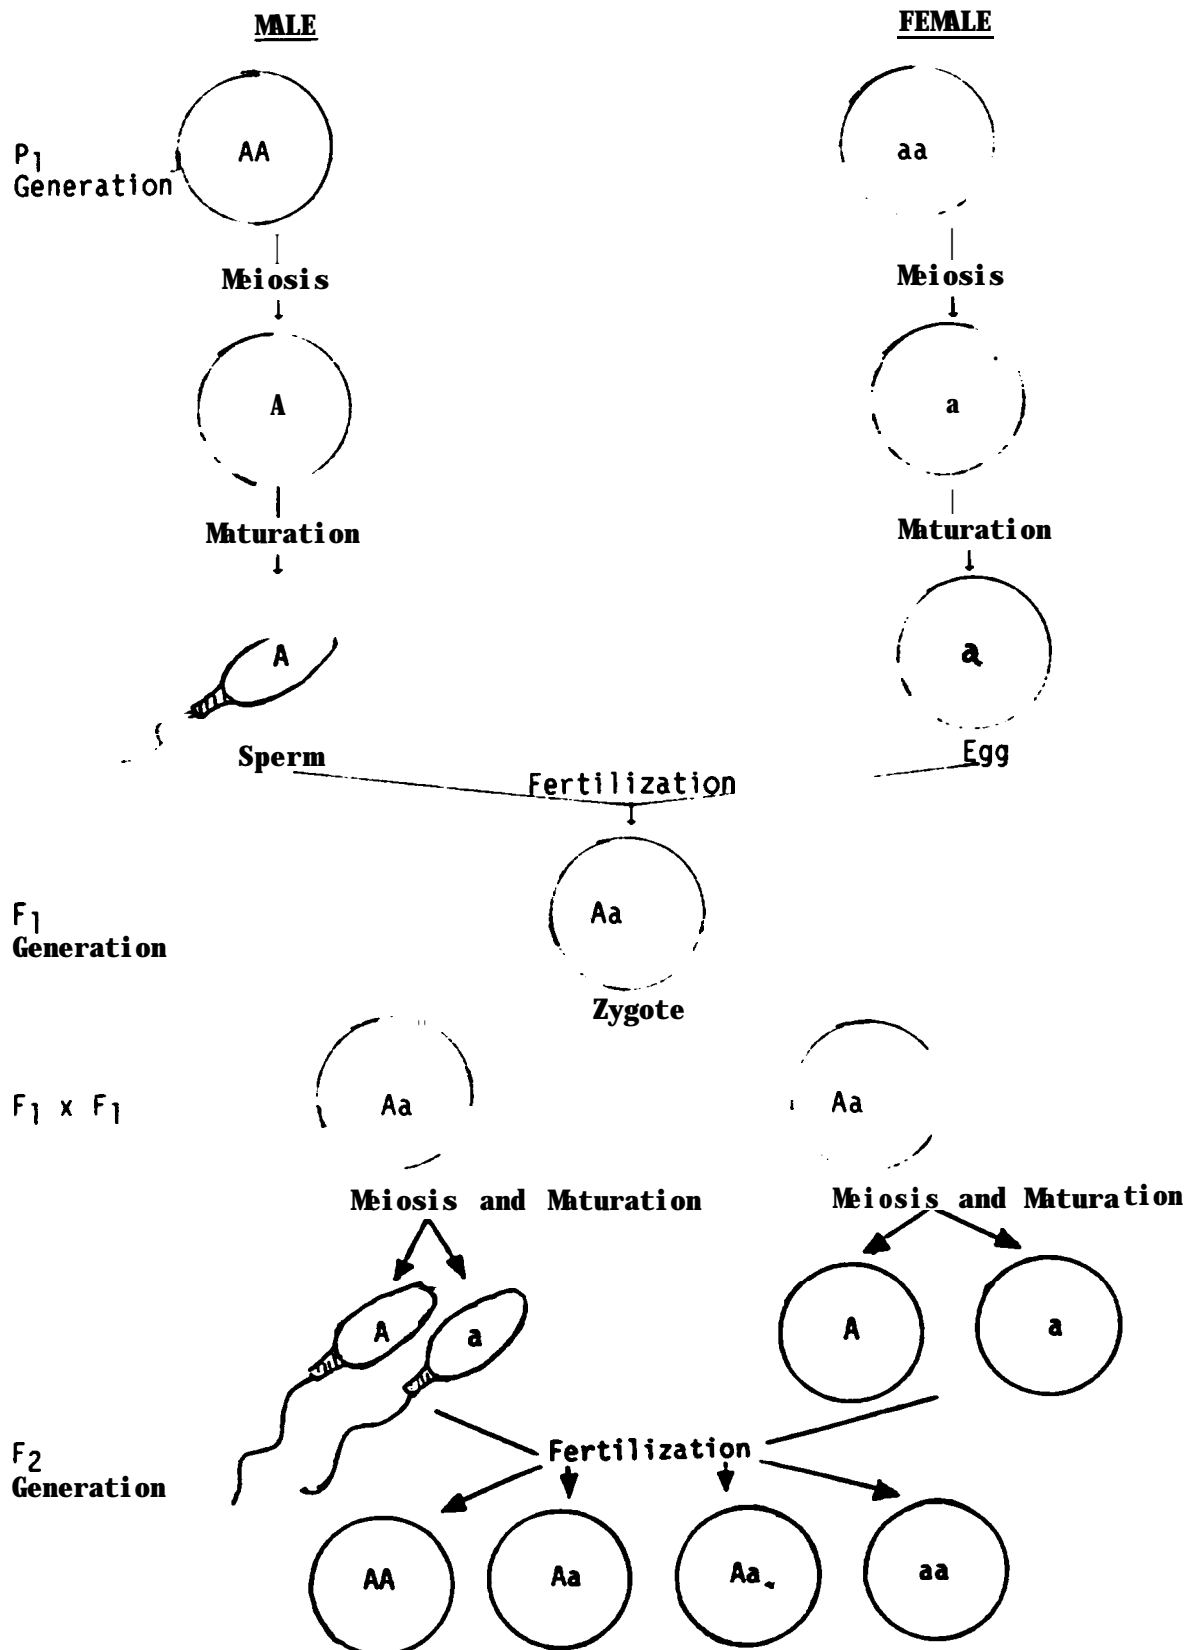 MALE
FEMALE
AA
aa
P1
Generation
Meiosis
Meiosis
A
a
Maturation
Maturation
A
a
Sperm
Egg
Fertilization
Aa
F1
Generation
Zygote
F1 x F1
Aa
Aa
Meiosis and Maturation
Meiosis and Maturation
A
a
A
a
F2
Generation
Fertilization
AA
Aa
Aa
aa